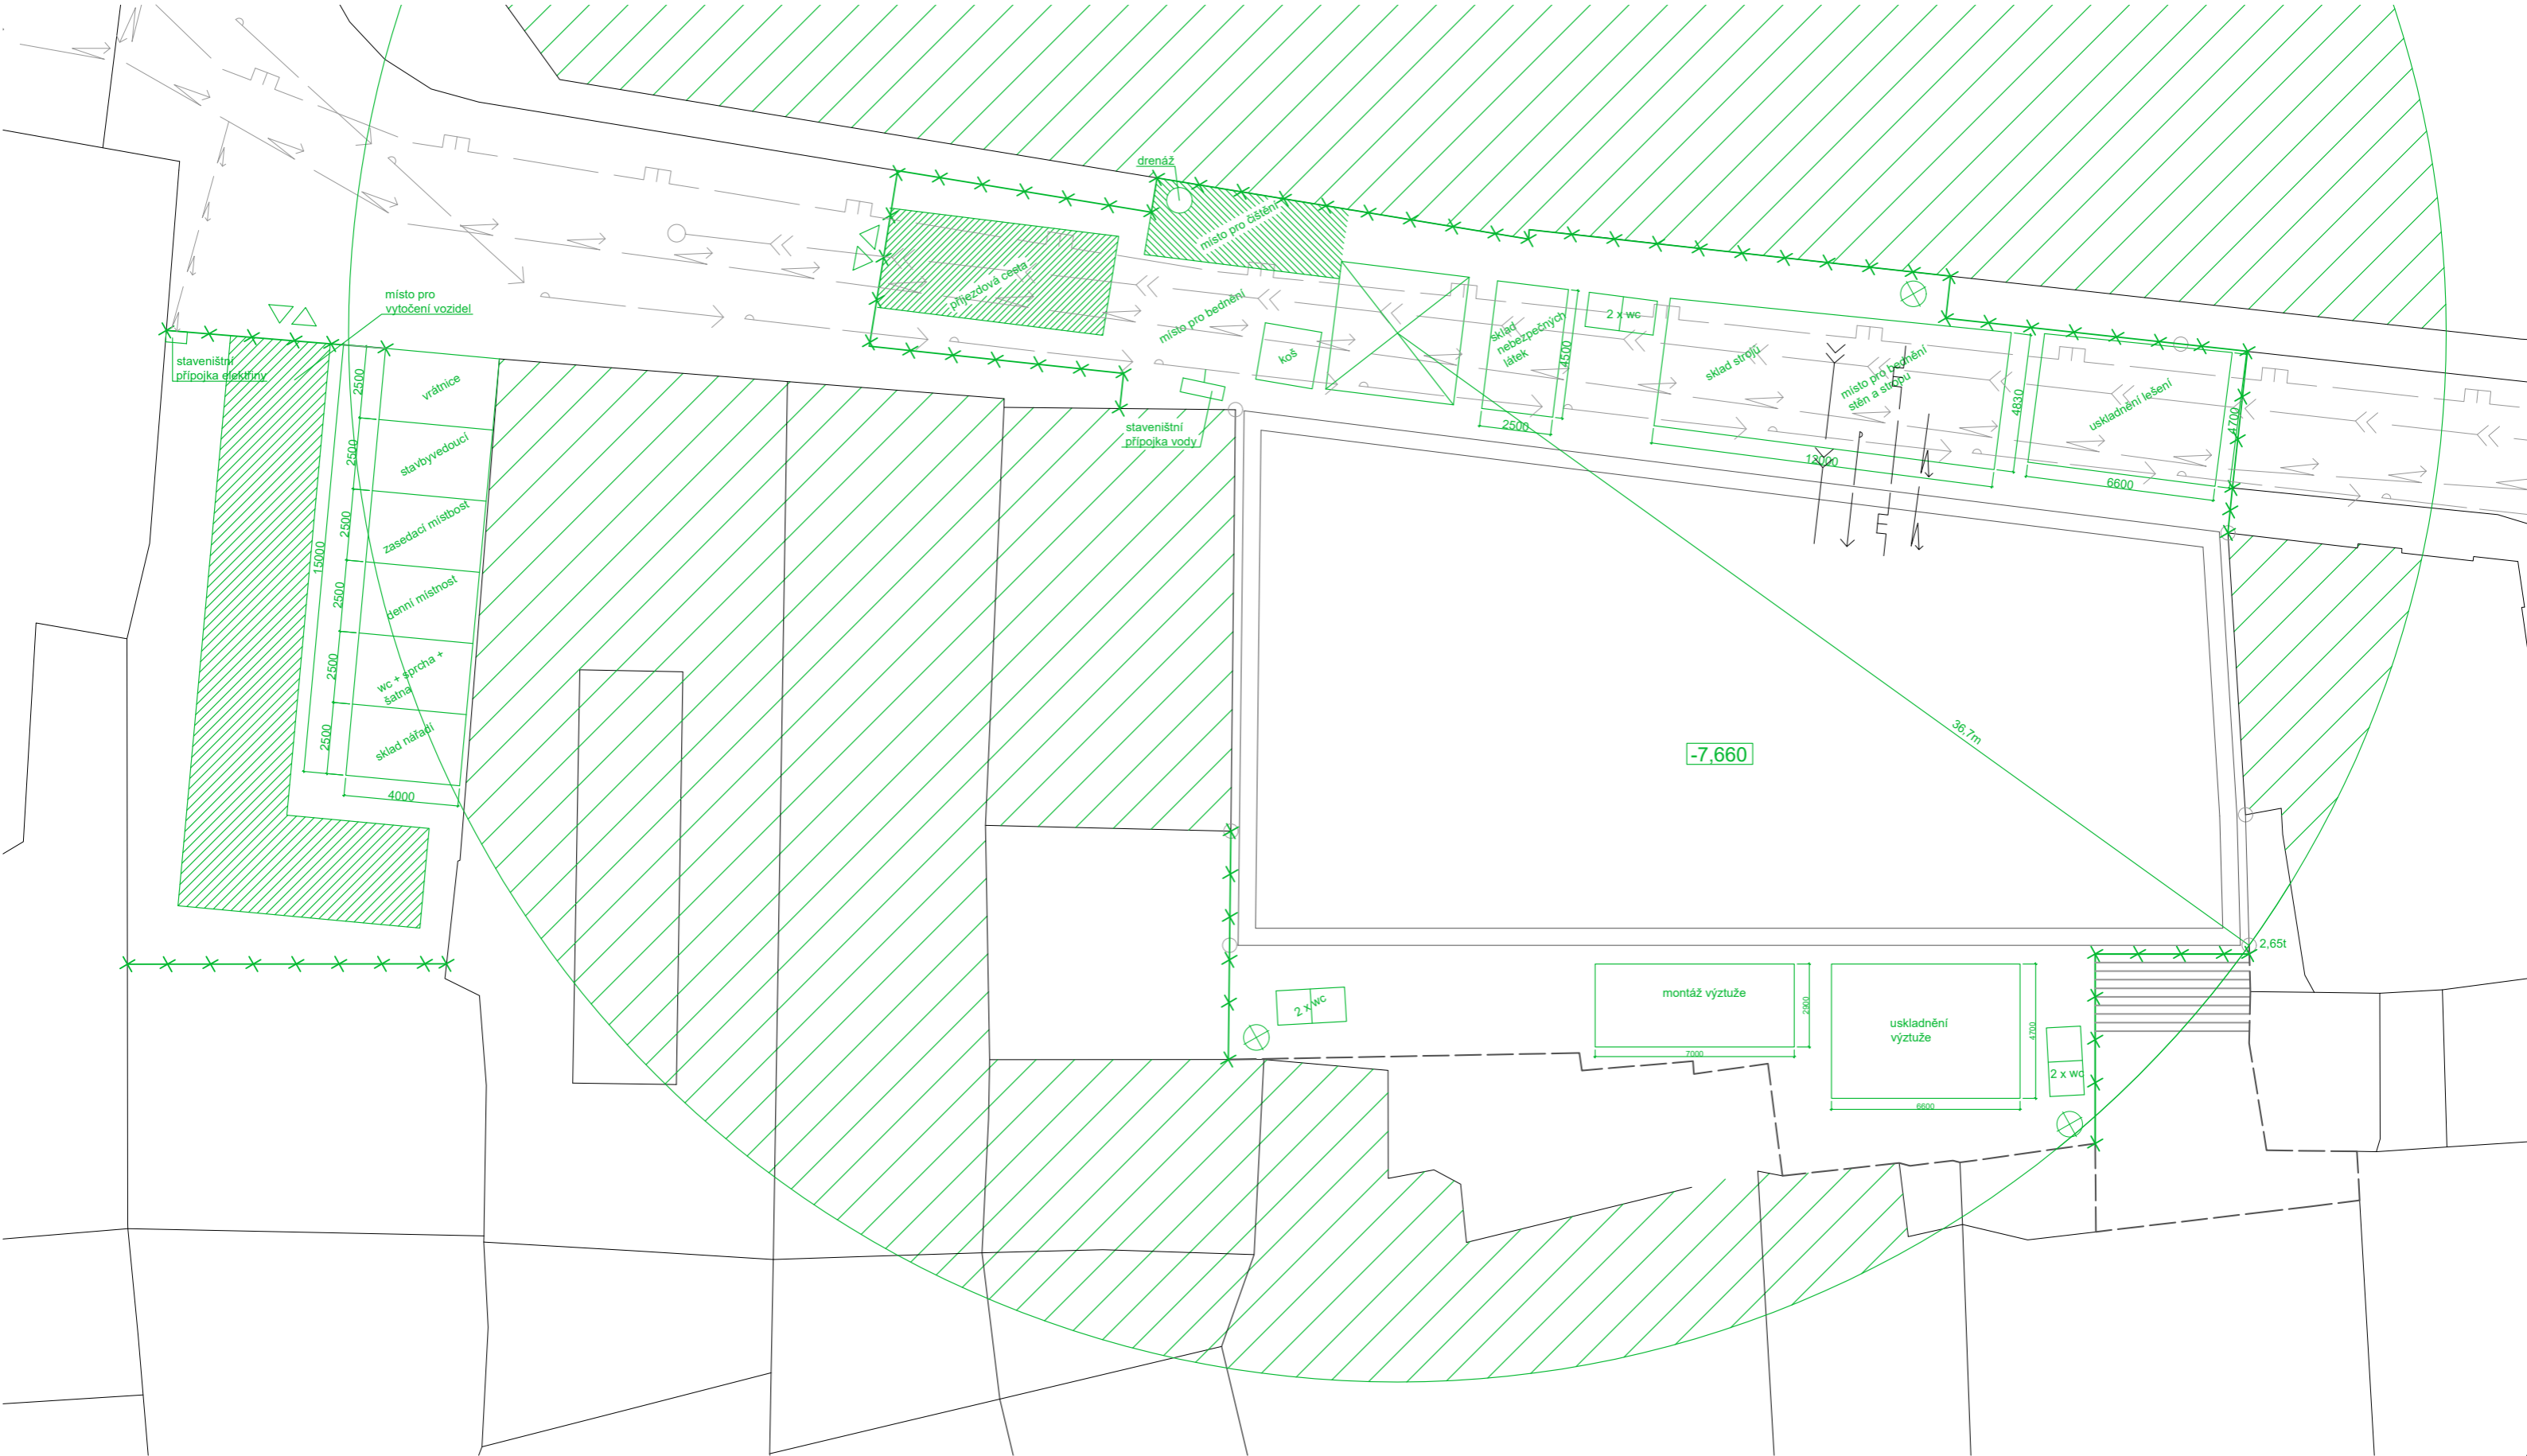 drenáž
místo pro čištění
příjezdová cesta
místo pro bednění
místo pro
vytočení vozidel
staveništní
přípojka elektřiny
koš
sklad
nebezpečných
látek
4500
2500
2 x wc
sklad strojů
místo pro bednění
stěn a stropu
12000
4830
uskladnění lešení
4700
6600
staveništní
přípojka vody
2500
vrátnice
2500
stavbyvedoucí
2500
zasedací místbost
15000
2500
denní místnost
2500
wc + sprcha +
šatna
2500
sklad nářadí
4000
36,7m
-7,660
2,65t
2 x wc
montáž výztuže
2900
7000
uskladnění
výztuže
4700
6600
2 x wc